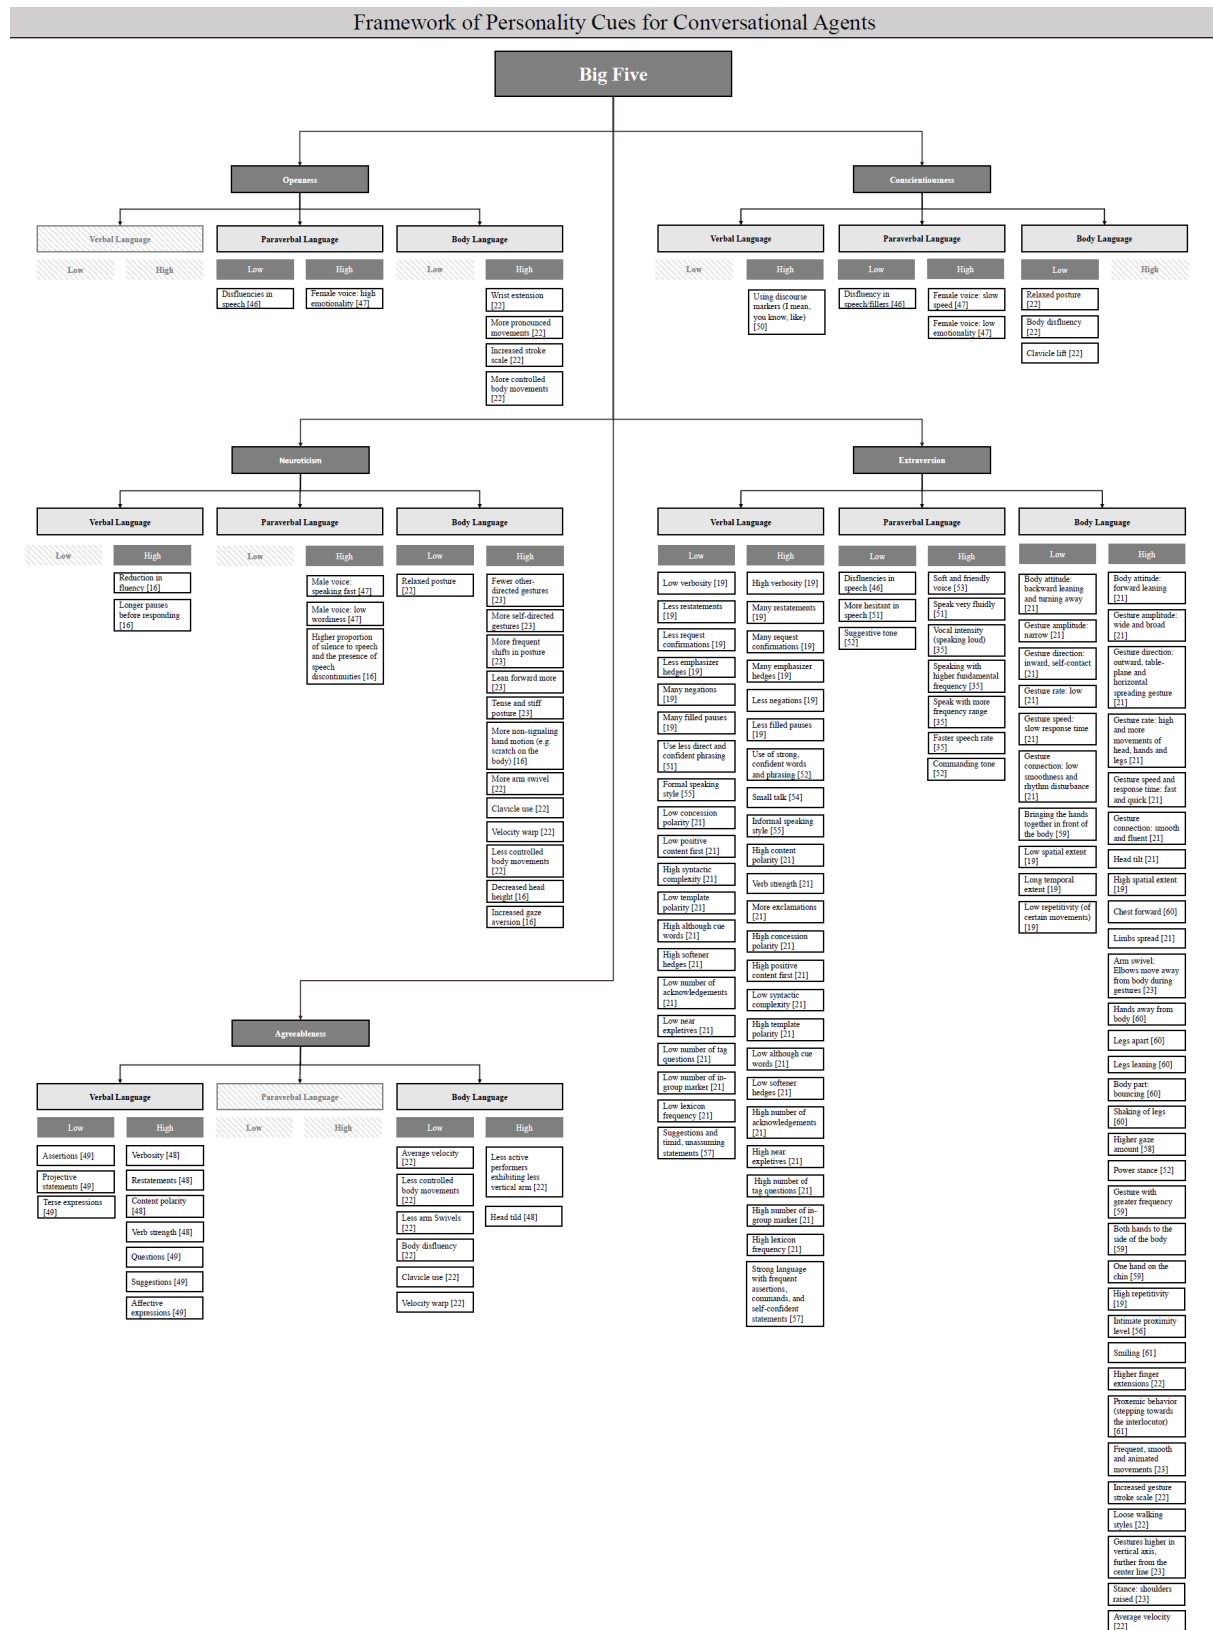 Framework of Personality Cues for Conversational Agents
Big Five
Openness
Verbal Language
Low
High
Paraverbal Language
Low
Disfluencies in
speech [46]
High
Female voice: high
emotionality [47]
Body Language
Low
High
Wrist extension
[22]
More pronounced
movements [22]
Increased stroke
scale [22]
More controlled
body movements
[22]
Conscientiousness
Verbal Language
Low
High
Using discourse
markers (I mean,
you know, like)
[50]
Paraverbal Language
Low
Disfluency in
speech/fillers [46]
High
Female voice: slow
speed [47]
Female voice: low
emotionality [47]
Body Language
Low
Relaxed posture
[22]
Body disfluency
[22]
Clavicle lift [22]
High
Neuroticism
Verbal Language
Low
High
Reduction in
fluency [16]
Longer pauses
before responding
[16]
Paraverbal Language
Low
High
Male voice:
speaking fast [47]
Male voice: low
wordiness [47]
Higher proportion
of silence to speech
and the presence of
speech
discontinuities [16]
Body Language
Low
Relaxed posture
[22]
High
Fewer other-
directed gestures
[23]
More self-directed
gestures [23]
More frequent
shifts in posture
[23]
Lean forward more
[23]
Tense and stiff
posture [23]
More non-signaling
hand motion (e.g.
scratch on the
body) [16]
More arm swivel
[22]
Clavicle use [22]
Velocity warp [22]
Less controlled
body movements
[22]
Decreased head
height [16]
Increased gaze
aversion [16]
Extraversion
Verbal Language
Low
Low verbosity [19]
Less restatements
[19]
Less request
confirmations [19]
Less emphasizer
hedges [19]
Many negations
[19]
Many filled pauses
[19]
Use less direct and
confident phrasing
[51]
Formal speaking
style [55]
Low concession
polarity [21]
Low positive
content first [21]
High syntactic
complexity [21]
Low template
polarity [21]
High although cue
words [21]
High softener
hedges [21]
Low number of
acknowledgements
[21]
Low near
expletives [21]
Low number of tag
questions [21]
Low number of in-
group marker [21]
Low lexicon
frequency [21]
Suggestions and
timid, unassuming
statements [57]
High
High verbosity [19]
Many restatements
[19]
Many request
confirmations [19]
Many emphasizer
hedges [19]
Less negations [19]
Less filled pauses
[19]
Use of strong,
confident words
and phrasing [52]
Small talk [54]
Informal speaking
style [55]
High content
polarity [21]
Verb strength [21]
More exclamations
[21]
High concession
polarity [21]
High positive
content first [21]
Low syntactic
complexity [21]
High template
polarity [21]
Low although cue
words [21]
Low softener
hedges [21]
High number of
acknowledgements
[21]
High near
expletives [21]
High number of
tag questions [21]
High number of in-
group marker [21]
High lexicon
frequency [21]
Strong language
with frequent
assertions,
commands, and
self-confident
statements [57]
Paraverbal Language
Low
Disfluencies in
speech [46]
More hesitant in
speech [51]
Suggestive tone
[52]
High
Soft and friendly
voice [53]
Speak very fluidly
[51]
Vocal intensity
(speaking loud)
[35]
Speaking with
higher fundamental
frequency [35]
Speak with more
frequency range
[35]
Faster speech rate
[35]
Commanding tone
[52]
Body Language
Low
Body attitude:
backward leaning
and turning away
[21]
Gesture amplitude:
narrow [21]
Gesture direction:
inward, self-contact
[21]
Gesture rate: low
[21]
Gesture speed:
slow response time
[21]
Gesture
connection: low
smoothness and
rhythm disturbance
[21]
Bringing the hands
together in front of
the body [59]
Low spatial extent
[19]
Long temporal
extent [19]
Low repetitivity (of
certain movements)
[19]
High
Body attitude:
forward leaning
[21]
Gesture amplitude:
wide and broad
[21]
Gesture direction:
outward, table-
plane and
horizontal
spreading gesture
[21]
Gesture rate: high
and more
movements of
head, hands and
legs [21]
Gesture speed and
response time: fast
and quick [21]
Gesture
connection: smooth
and fluent [21]
Head tilt [21]
High spatial extent
[19]
Chest forward [60]
Limbs spread [21]
Arm swivel:
Elbows move away
from body during
gestures [23]
Hands away from
body [60]
Legs apart [60]
Legs leaning [60]
Body part:
bouncing [60]
Shaking of legs
[60]
Higher gaze
amount [58]
Power stance [52]
Gesture with
greater frequency
[59]
Both hands to the
side of the body
[59]
One hand on the
chin [59]
High repetitivity
[19]
Intimate proximity
level [56]
Smiling [61]
Higher finger
extensions [22]
Proxemic behavior
(stepping towards
the interlocutor)
[61]
Frequent, smooth
and animated
movements [23]
Increased gesture
stroke scale [22]
Loose walking
styles [22]
Gestures higher in
vertical axis,
further from the
center line [23]
Stance: shoulders
raised [23]
Average velocity
[22]
Agreeableness
Verbal Language
Low
Assertions [49]
Projective
statements [49]
Terse expressions
[49]
High
Verbosity [48]
Restatements [48]
Content polarity
[48]
Verb strength [48]
Questions [49]
Suggestions [49]
Affective
expressions [49]
Paraverbal Language
Low
High
Body Language
Low
Average velocity
[22]
Less controlled
body movements
[22]
Less arm Swivels
[22]
Body disfluency
[22]
Clavicle use [22]
Velocity warp [22]
High
Less active
performers
exhibiting less
vertical arm [22]
Head tild [48]